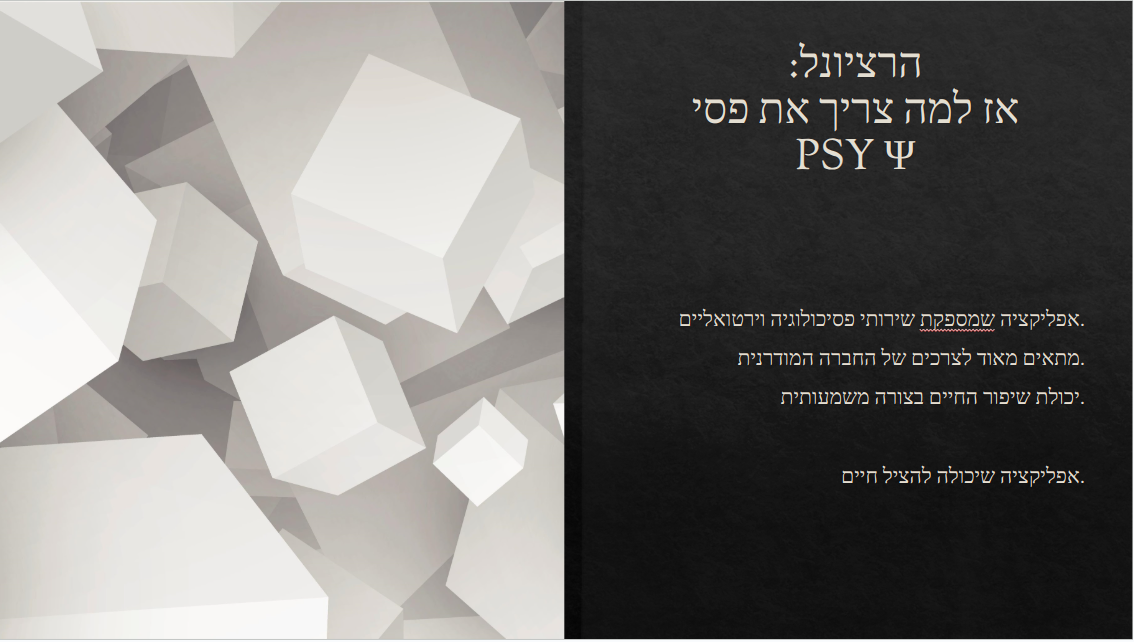 הרציונל:
אז למה צריך את פסי
PSY Ψ
.אפליקציה שמספקת שירותי פסיכולוגיה וירטואליים
.מתאים מאוד לצרכים של החברה המודרנית
.יכולת שיפור החיים בצורה משמעותית
.אפליקציה שיכולה להציל חיים